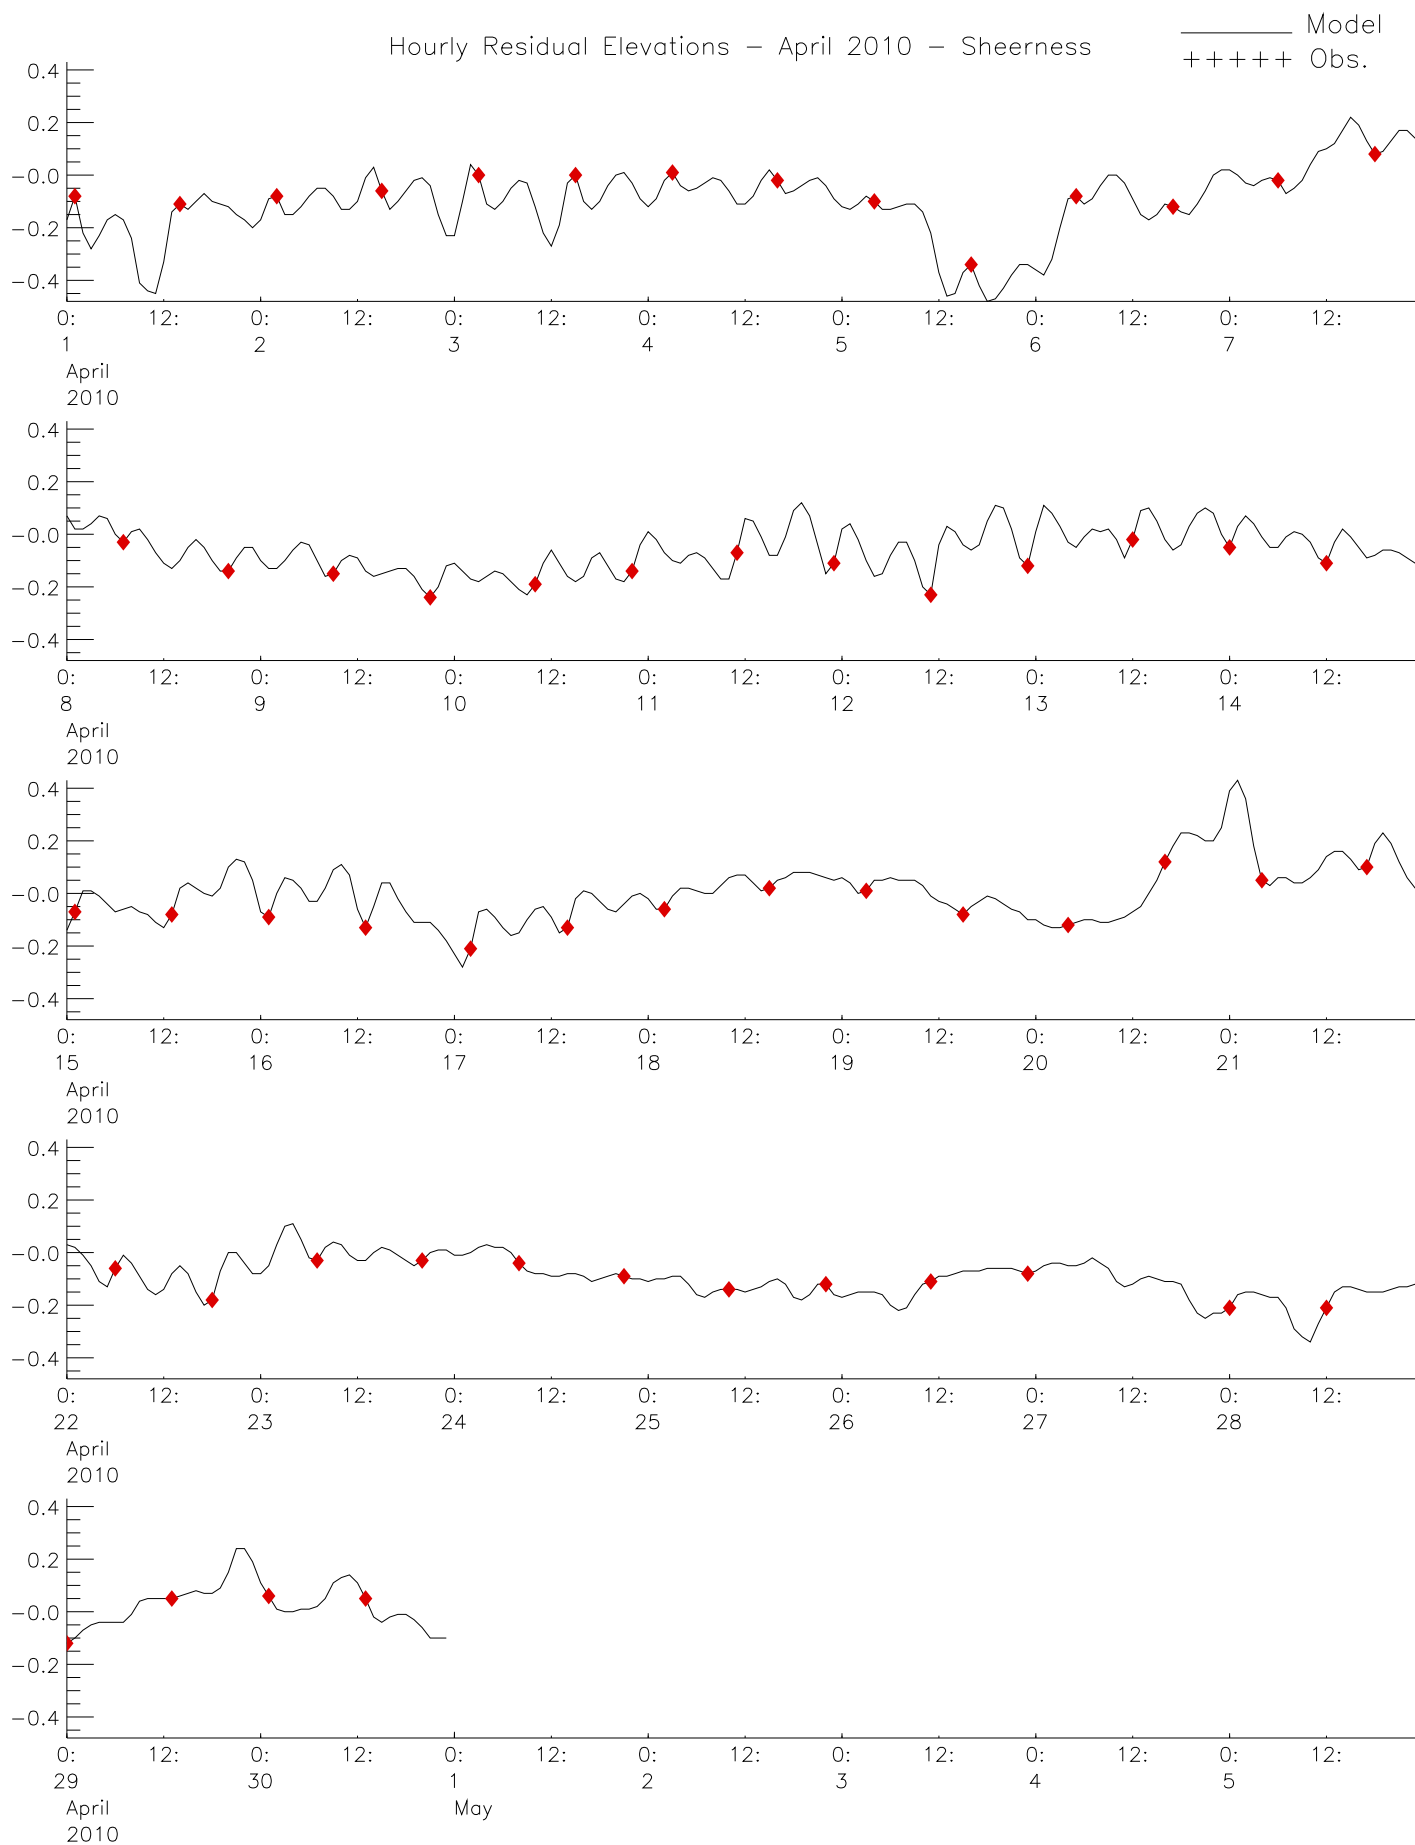 Hourly Residual Elevations – April 2010 – Sheerness
Model
+++++ Obs.
0.4
0.2
−0.0
−0.2
−0.4
0: 12: 0: 12: 0: 12: 0: 12: 0: 12: 0: 12: 0: 12:
1 2 3 4 5 6 7
April
2010
0.4
0.2
−0.0
−0.2
−0.4
0: 12: 0: 12: 0: 12: 0: 12: 0: 12: 0: 12: 0: 12:
8 9 10 11 12 13 14
April
2010
0.4
0.2
−0.0
−0.2
−0.4
0: 12: 0: 12: 0: 12: 0: 12: 0: 12: 0: 12: 0: 12:
15 16 17 18 19 20 21
April
2010
0.4
0.2
−0.0
−0.2
−0.4
0: 12: 0: 12: 0: 12: 0: 12: 0: 12: 0: 12: 0: 12:
22 23 24 25 26 27 28
April
2010
0.4
0.2
−0.0
−0.2
−0.4
0: 12: 0: 12: 0: 12: 0: 12: 0: 12: 0: 12: 0: 12:
29 30 1 2 3 4 5
April May
2010